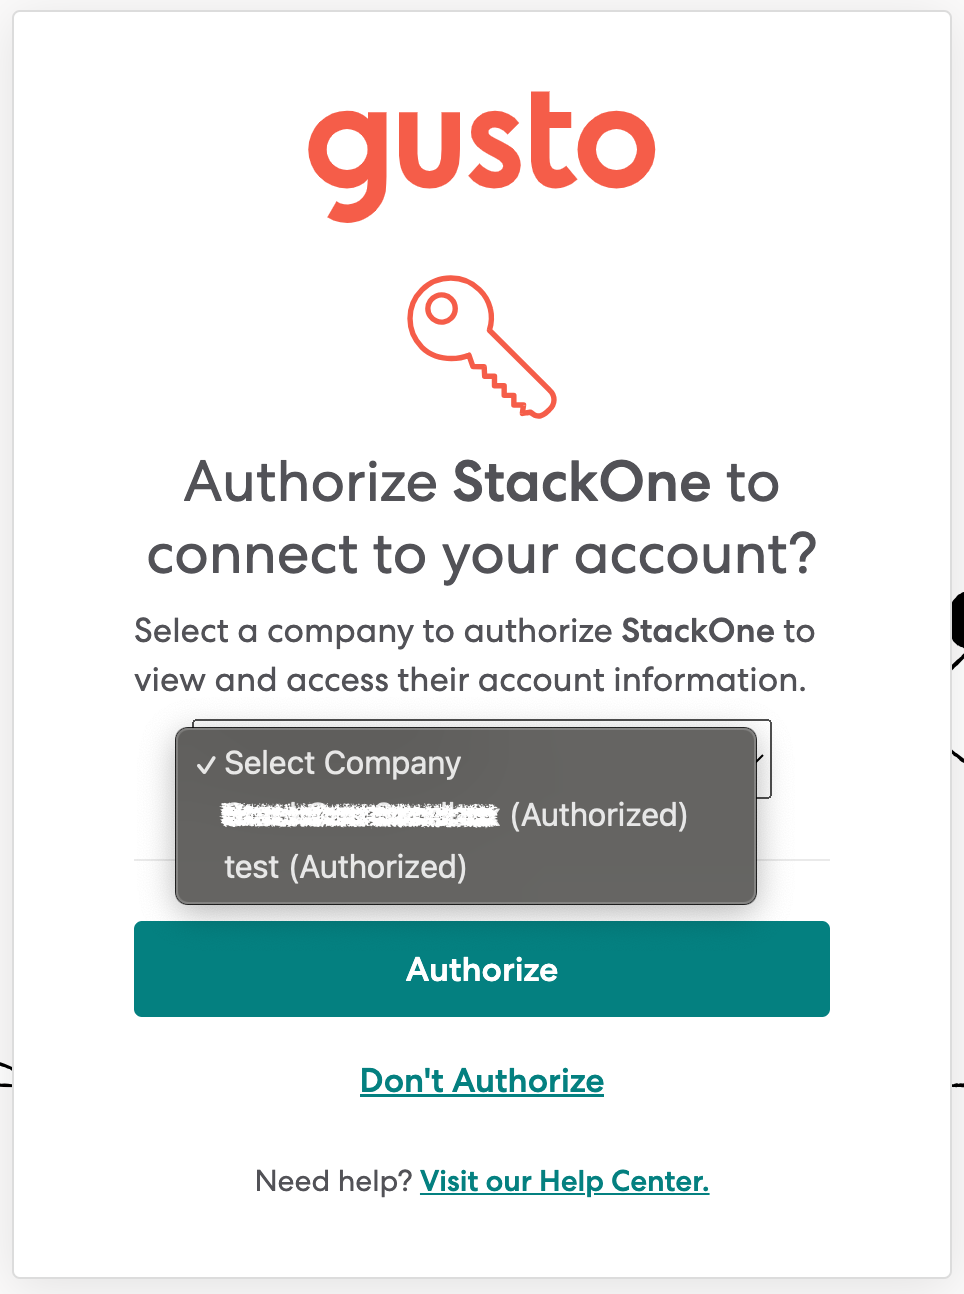 gusto
Authorize StackOne to
connect to your account?
Select a company to authorize StackOne to
view and access their account information.
✓ Select Company
(Authorized)
test (Authorized)
Authorize
Don't Authorize
Need help? Visit our Help Center.